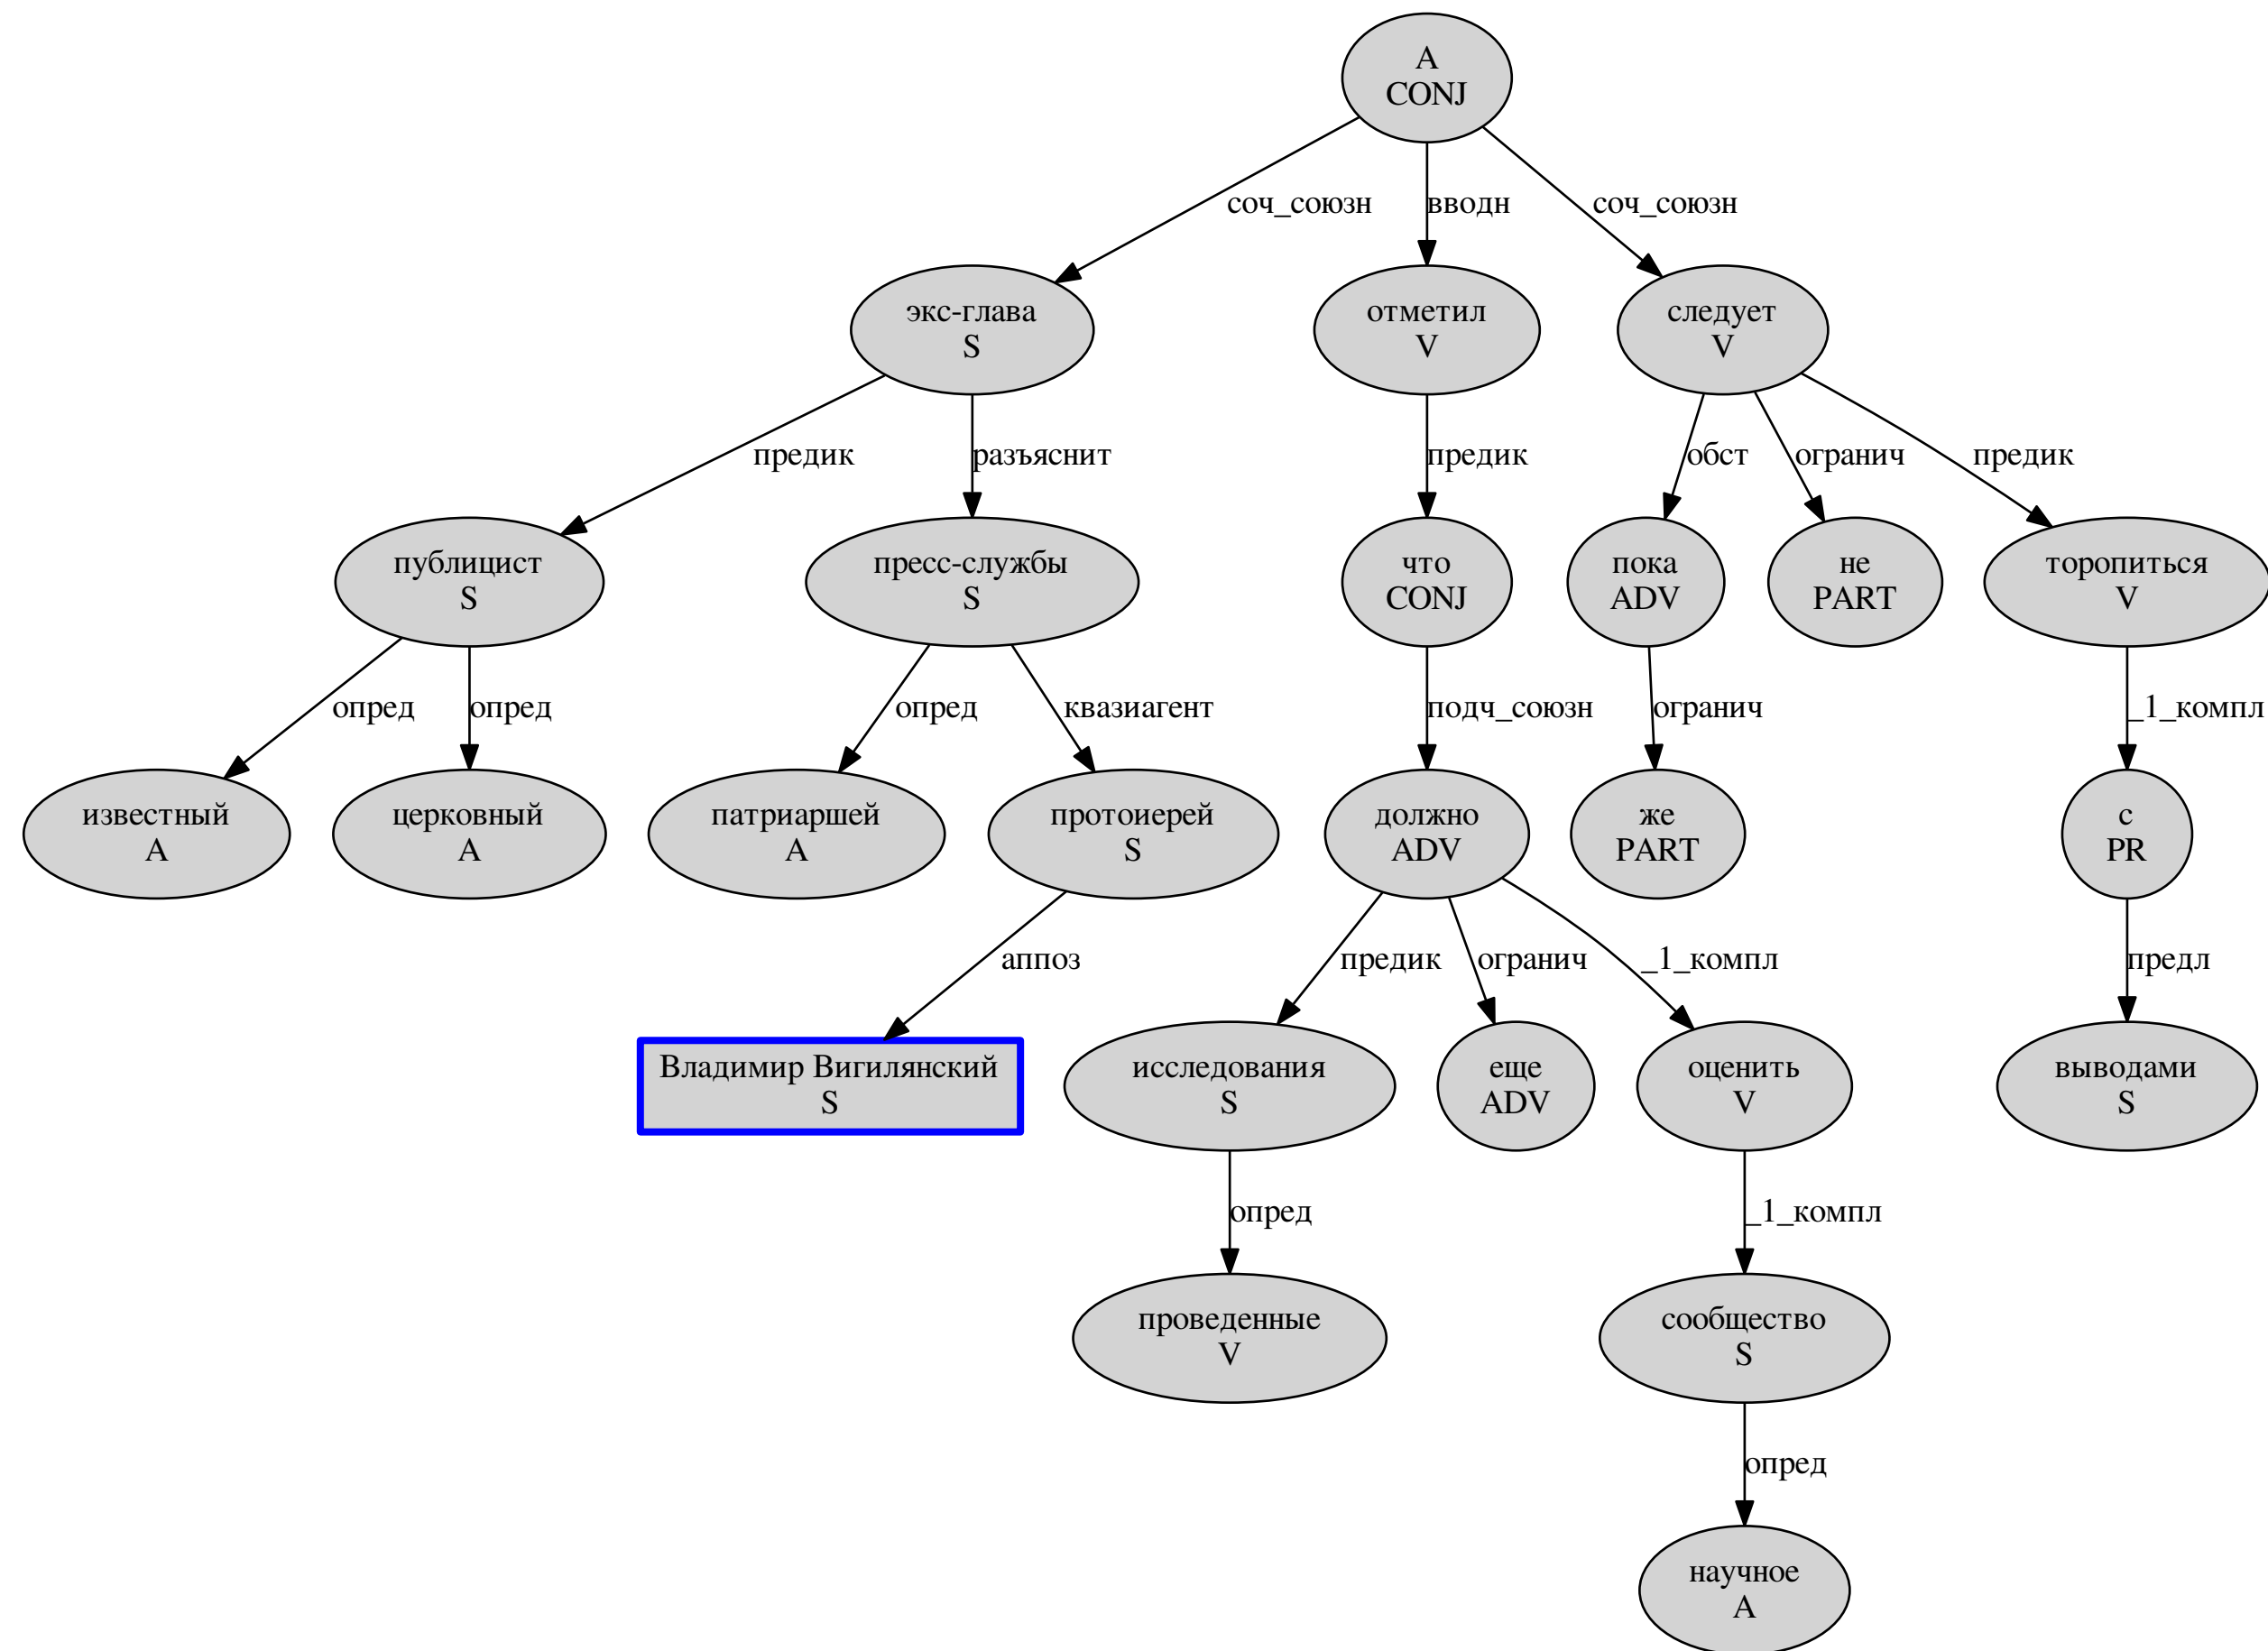 А
CONJ
соч_союзн
вводн
соч_союзн
экс-глава
S
отметил
V
следует
V
предик
разъяснит
предик
обст
огранич
предик
публицист
S
пресс-службы
S
что
CONJ
пока
ADV
не
PART
торопиться
V
опред
опред
опред
квазиагент
подч_союзн
огранич
_1_компл
известный
A
церковный
A
патриаршей
A
протоиерей
S
должно
ADV
же
PART
с
PR
аппоз
предик
огранич
_1_компл
предл
Владимир Вигилянский
S
исследования
S
еще
ADV
оценить
V
выводами
S
опред
_1_компл
проведенные
V
сообщество
S
опред
научное
A